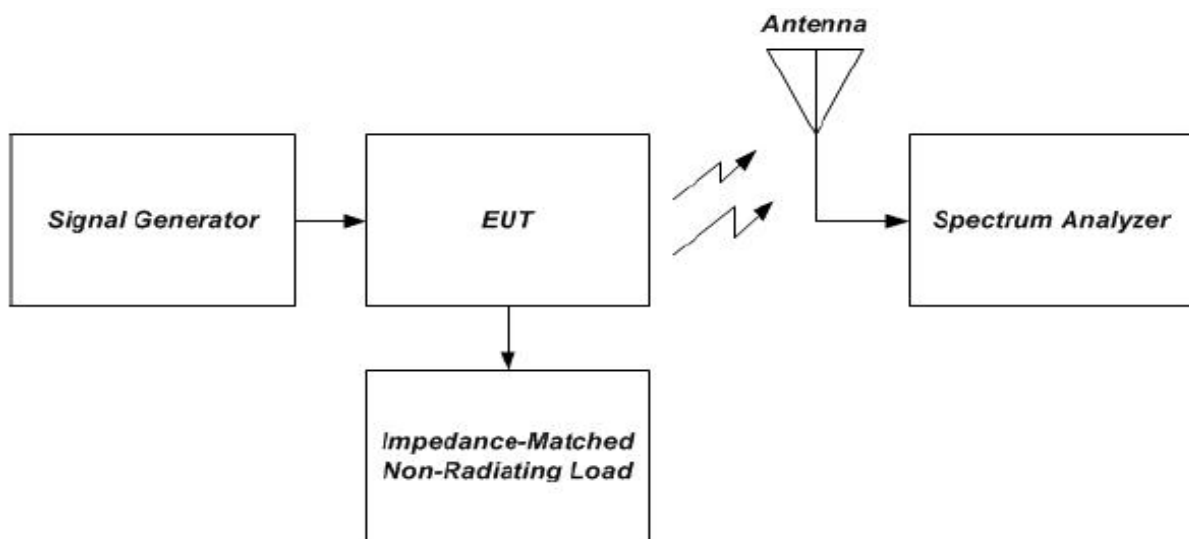 Antenna
Signal Generator
EUT
Spectrum Analyzer
Impedance-Matched
Non-Radiating Load